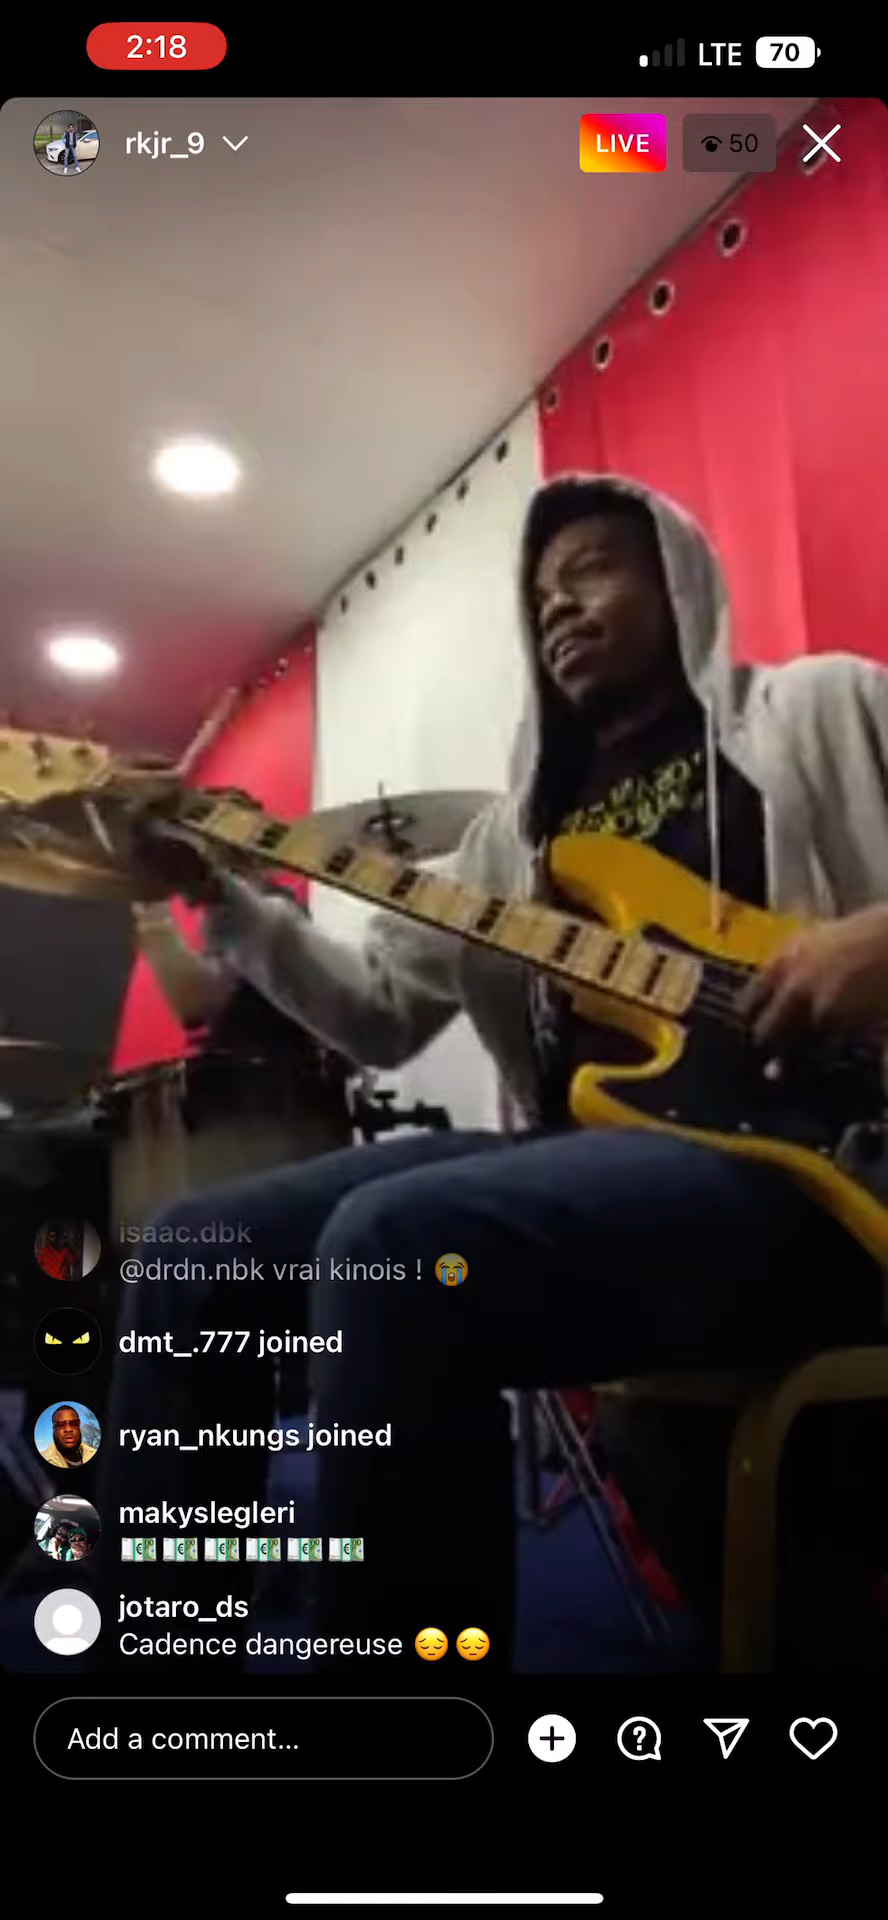 2:18
LTE 70
rkjr_9
LIVE
50
isaac.dbk
@drdn.nbk vrai kinois ! 😭
dmt_.777 joined
ryan_nkungs joined
makyslegleri
💶💶💶💶💶💶
jotaro_ds
Cadence dangereuse 😔😔
Add a comment...